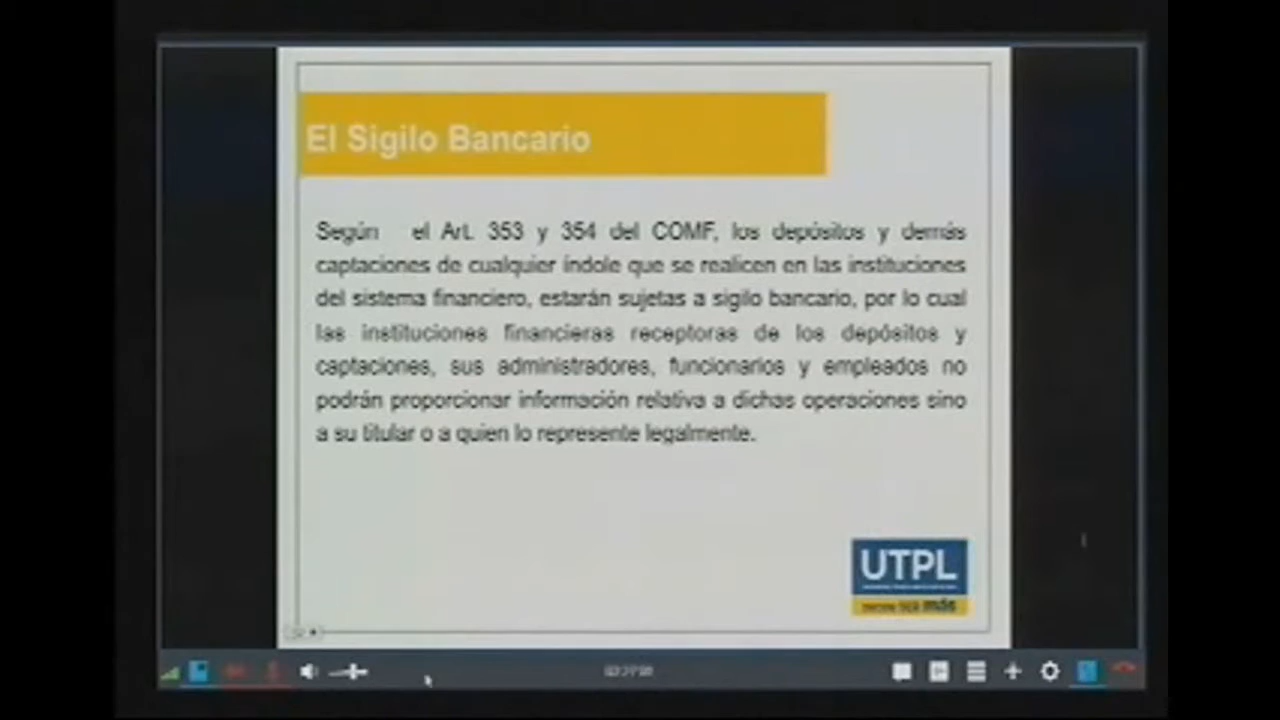 El Sigilo Bancario
Según el Art. 353 y 354 del COMF, los depósitos y demás
captaciones de cualquier índole que se realicen en las instituciones
del sistema financiero, estarán sujetas a sigilo bancario, por lo cual
las instituciones financieras receptoras de los depósitos y
captaciones, sus administradores, funcionarios y empleados no
podrán proporcionar información relativa a dichas operaciones sino
a su titular o a quien lo represente legalmente.
UTPL
más